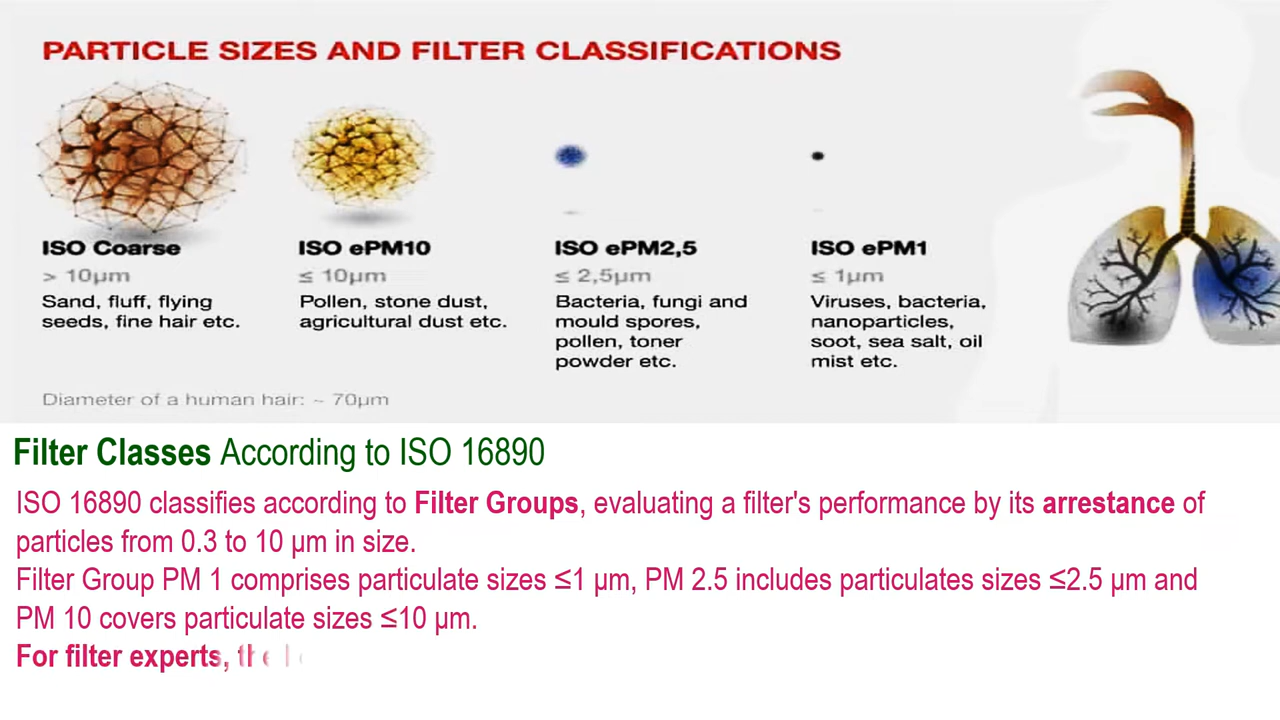 PARTICLE SIZES AND FILTER CLASSIFICATIONS
ISO Coarse
> 10µm
Sand, fluff, flying
seeds, fine hair etc.
ISO ePM10
≤ 10µm
Pollen, stone dust,
agricultural dust etc.
ISO ePM2,5
≤ 2,5µm
Bacteria, fungi and
mould spores,
pollen, toner
powder etc.
ISO ePM1
≤ 1µm
Viruses, bacteria,
nanoparticles,
soot, sea salt, oil
mist etc.
Diameter of a human hair: ~ 70µm
Filter Classes According to ISO 16890
ISO 16890 classifies according to Filter Groups, evaluating a filter's performance by its arrestance of
particles from 0.3 to 10 µm in size.
Filter Group PM 1 comprises particulate sizes ≤1 µm, PM 2.5 includes particulates sizes ≤2.5 µm and
PM 10 covers particulate sizes ≤10 µm.
For filter experts,